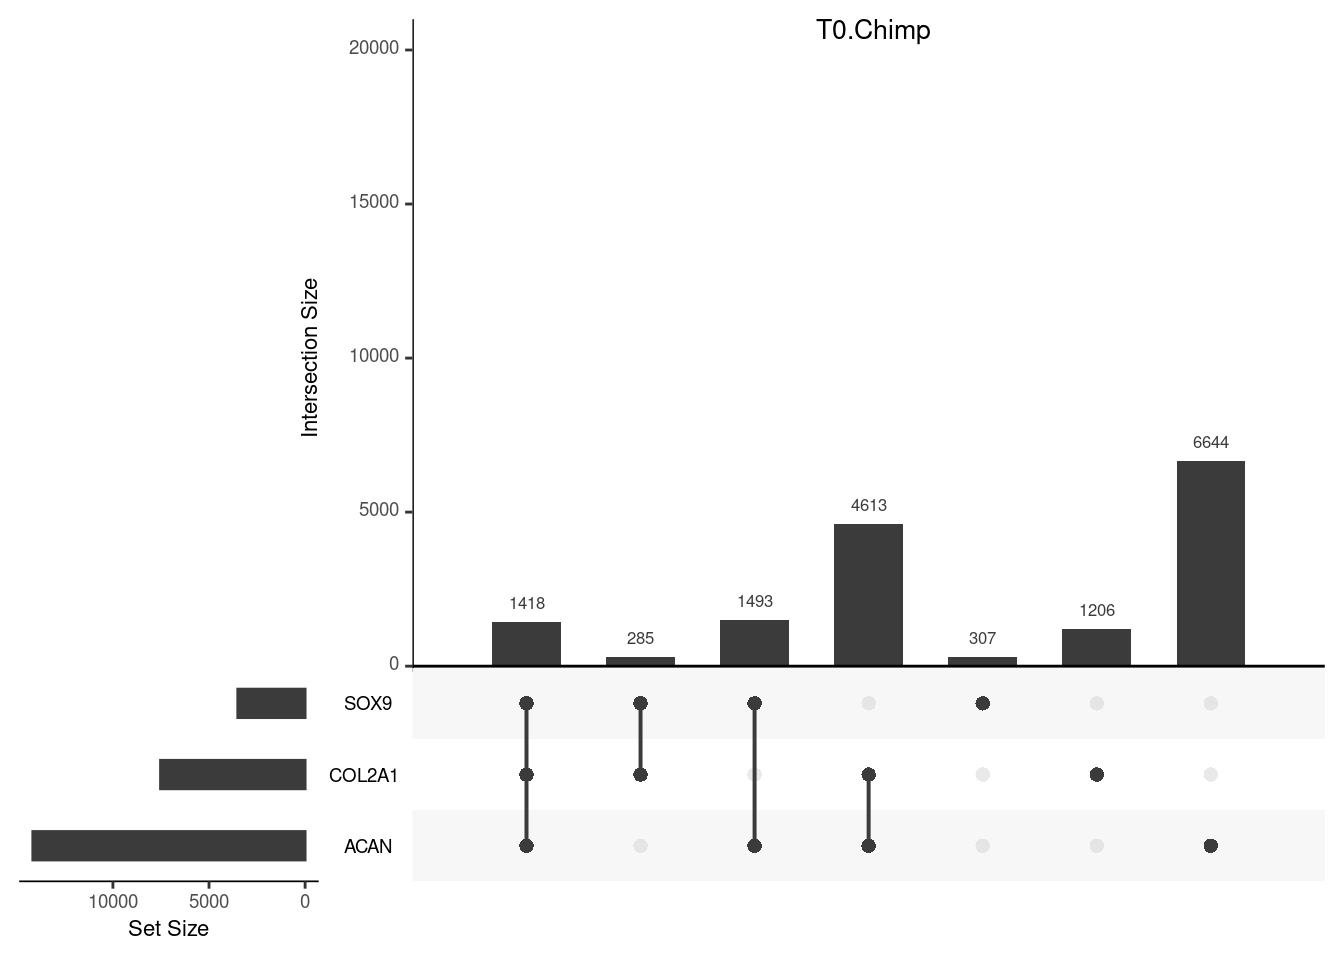 T0.Chimp
20000
15000
10000
5000
0
Intersection Size
6644
4613
1418
285
1493
307
1206
SOX9
COL2A1
ACAN
10000 5000 0
Set Size